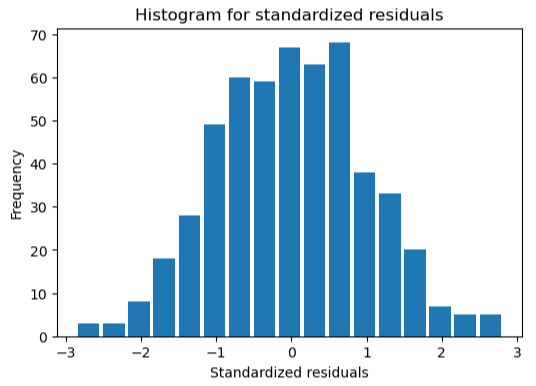 Histogram for standardized residuals
70
60
50
40
30
20
10
0
Frequency
−3 −2 −1 0 1 2 3
Standardized residuals